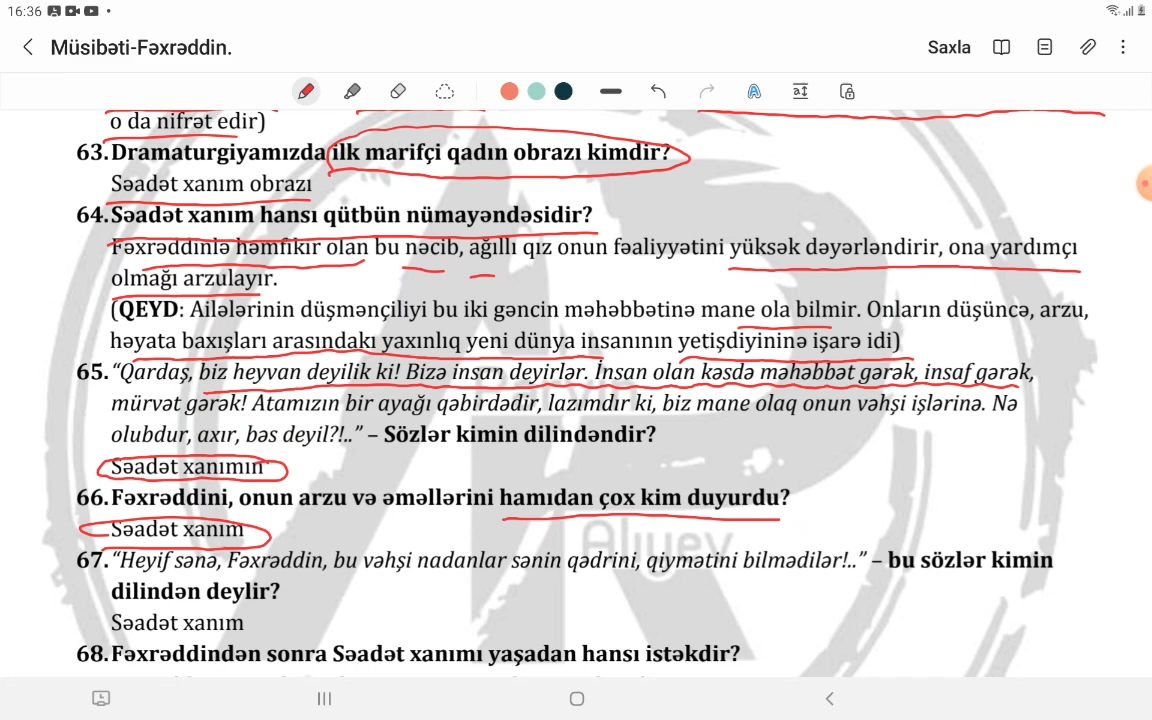 16:36
Müsibəti-Fəxrəddin.
Saxla
o da nifrət edir)
63. Dramaturgiyamızda ilk marifçi qadın obrazı kimdir?
Səadət xanım obrazı
64. Səadət xanım hansı qütbün nümayəndəsidir?
Fəxrəddinlə həmfikir olan bu nəcib, ağıllı qız onun fəaliyyətini yüksək dəyərləndirir, ona yardımçı
olmağı arzulayır.
(QEYD: Ailələrinin düşmənçiliyi bu iki gəncin məhəbbətinə mane ola bilmir. Onların düşüncə, arzu,
həyata baxışları arasındakı yaxınlıq yeni dünya insanının yetişdiyininə işarə idi)
65. “Qardaş, biz heyvan deyilik ki! Bizə insan deyirlər. İnsan olan kəsdə məhəbbət gərək, insaf gərək,
mürvət gərək! Atamızın bir ayağı qəbirdədir, lazımdır ki, biz mane olaq onun vəhşi işlərinə. Nə
olubdur, axır, bəs deyil?!..” – Sözlər kimin dilindəndir?
Səadət xanımın
66. Fəxrəddini, onun arzu və əməllərini hamıdan çox kim duyurdu?
Səadət xanım
Aliyev
67. “Heyif sənə, Fəxrəddin, bu vəhşi nadanlar sənin qədrini, qiymətini bilmədilər!..” – bu sözlər kimin
dilindən deylir?
Səadət xanım
68. Fəxrəddindən sonra Səadət xanımı yaşadan hansı istəkdir?